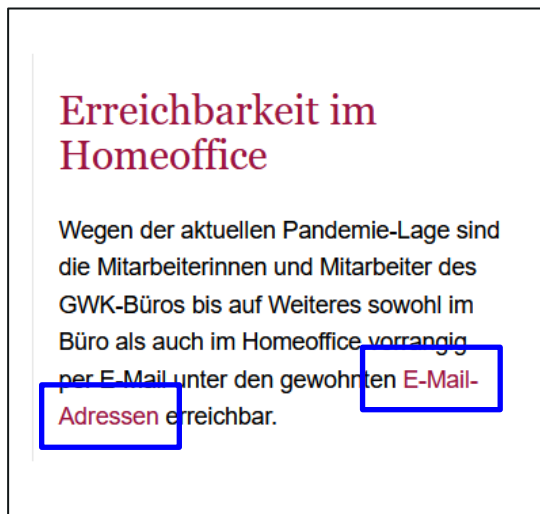 Erreichbarkeit im
Homeoffice
Wegen der aktuellen Pandemie-Lage sind
die Mitarbeiterinnen und Mitarbeiter des
GWK-Büros bis auf Weiteres sowohl im
Büro als auch im Homeoffice vorrangig
per E-Mail unter den gewohnten E-Mail-
Adressen erreichbar.